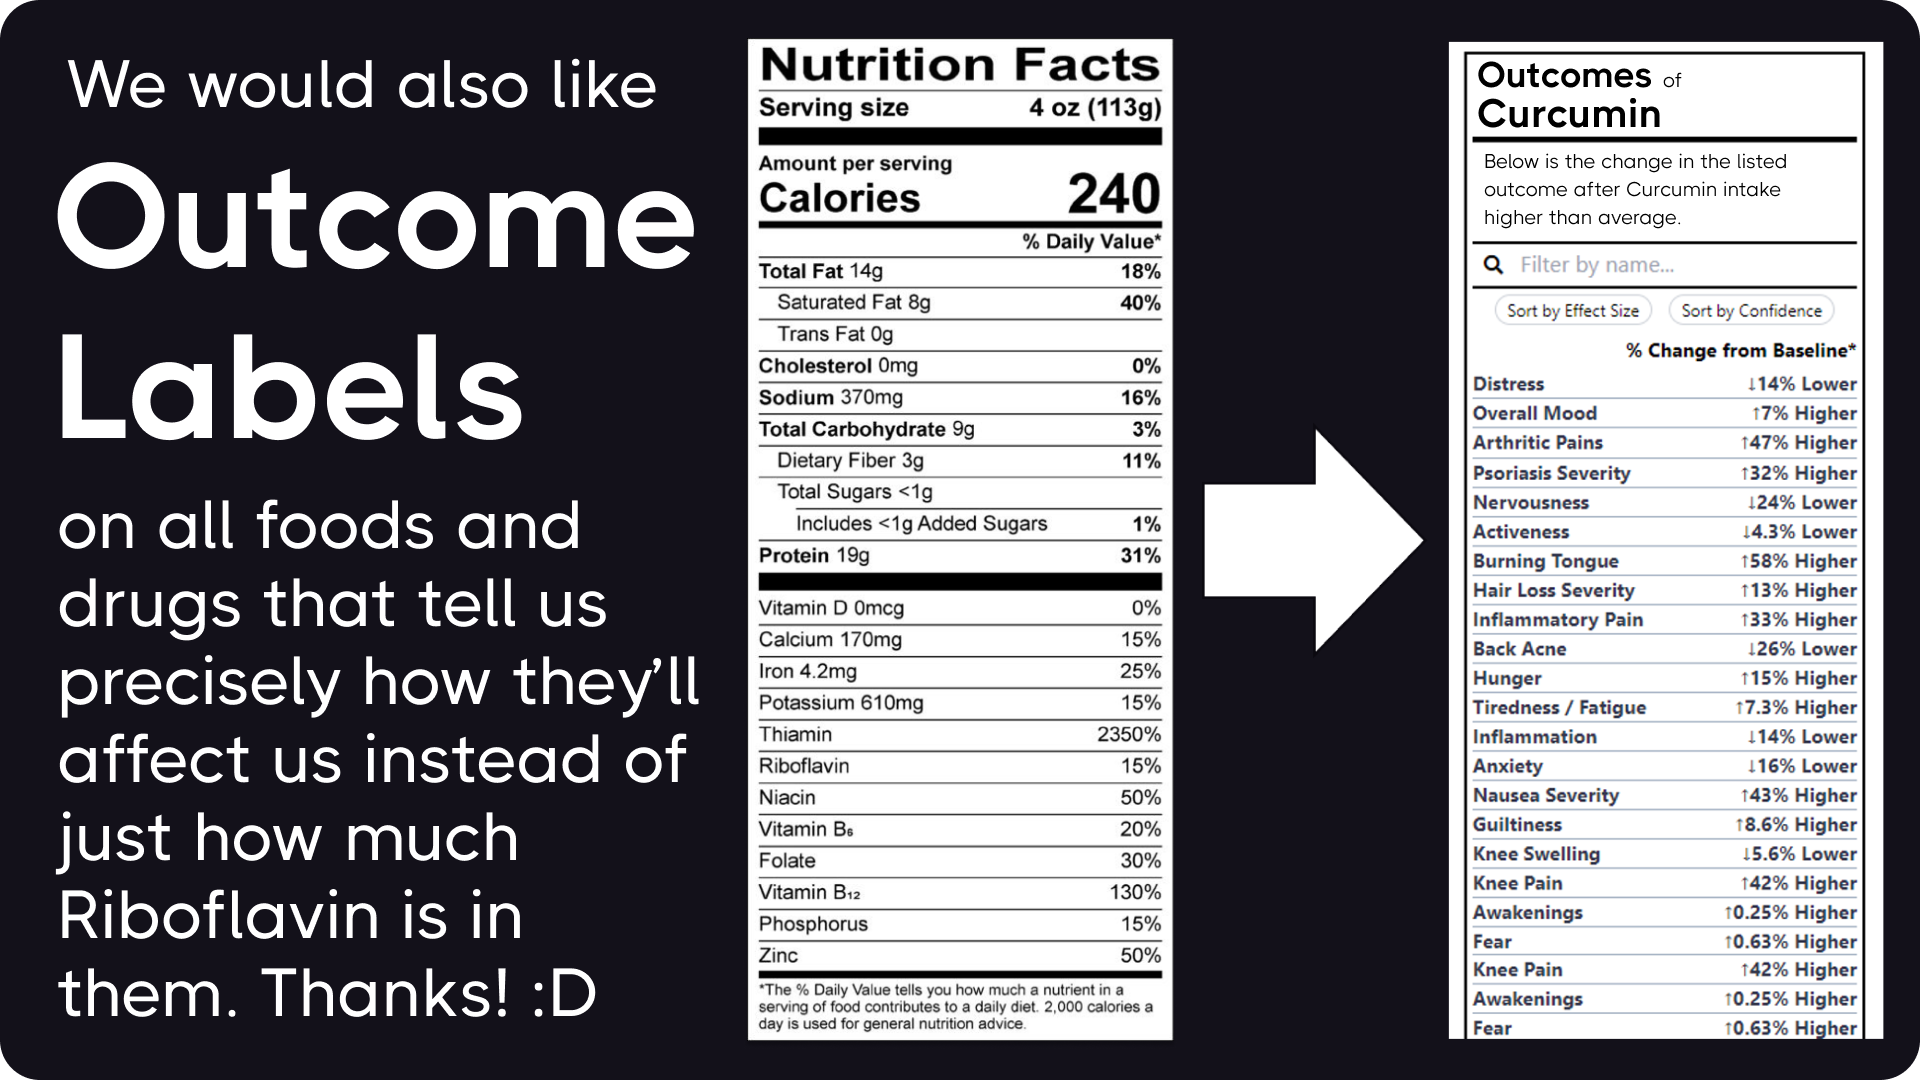 We would also like
Outcome
Labels
on all foods and
drugs that tell us
precisely how they'll
affect us instead of
just how much
Riboflavin is in
them. Thanks! :D
Nutrition Facts
Serving size 4 oz (113g)
Amount per serving
Calories 240
% Daily Value*
Total Fat 14g 18%
Saturated Fat 8g 40%
Trans Fat 0g
Cholesterol 0mg 0%
Sodium 370mg 16%
Total Carbohydrate 9g 3%
Dietary Fiber 3g 11%
Total Sugars <1g
Includes <1g Added Sugars 1%
Protein 19g 31%
Vitamin D 0mcg 0%
Calcium 170mg 15%
Iron 4.2mg 25%
Potassium 610mg 15%
Thiamin 2350%
Riboflavin 15%
Niacin 50%
Vitamin B₆ 20%
Folate 30%
Vitamin B₁₂ 130%
Phosphorus 15%
Zinc 50%
*The % Daily Value tells you how much a nutrient in a
serving of food contributes to a daily diet. 2,000 calories a
day is used for general nutrition advice.
Outcomes of
Curcumin
Below is the change in the listed
outcome after Curcumin intake
higher than average.
Filter by name...
Sort by Effect Size Sort by Confidence
% Change from Baseline*
Distress ↓14% Lower
Overall Mood ↑7% Higher
Arthritic Pains ↑47% Higher
Psoriasis Severity ↑32% Higher
Nervousness ↓24% Lower
Activeness ↓4.3% Lower
Burning Tongue ↑58% Higher
Hair Loss Severity ↑13% Higher
Inflammatory Pain ↑33% Higher
Back Acne ↓26% Lower
Hunger ↑15% Higher
Tiredness / Fatigue ↑7.3% Higher
Inflammation ↓14% Lower
Anxiety ↓16% Lower
Nausea Severity ↑43% Higher
Guiltiness ↑8.6% Higher
Knee Swelling ↓5.6% Lower
Knee Pain ↑42% Higher
Awakenings ↑0.25% Higher
Fear ↑0.63% Higher
Knee Pain ↑42% Higher
Awakenings ↑0.25% Higher
Fear ↑0.63% Higher